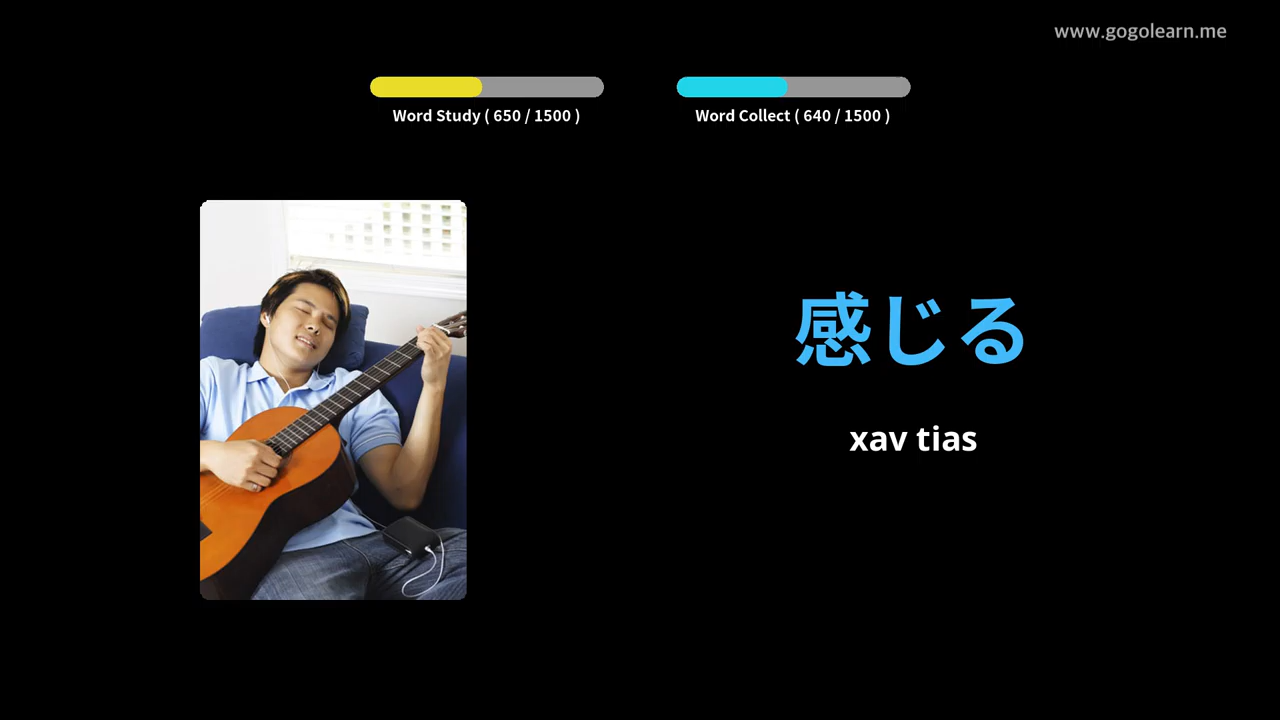 www.gogolearn.me
Word Study ( 650 / 1500 )
Word Collect ( 640 / 1500 )
感じる
xav tias